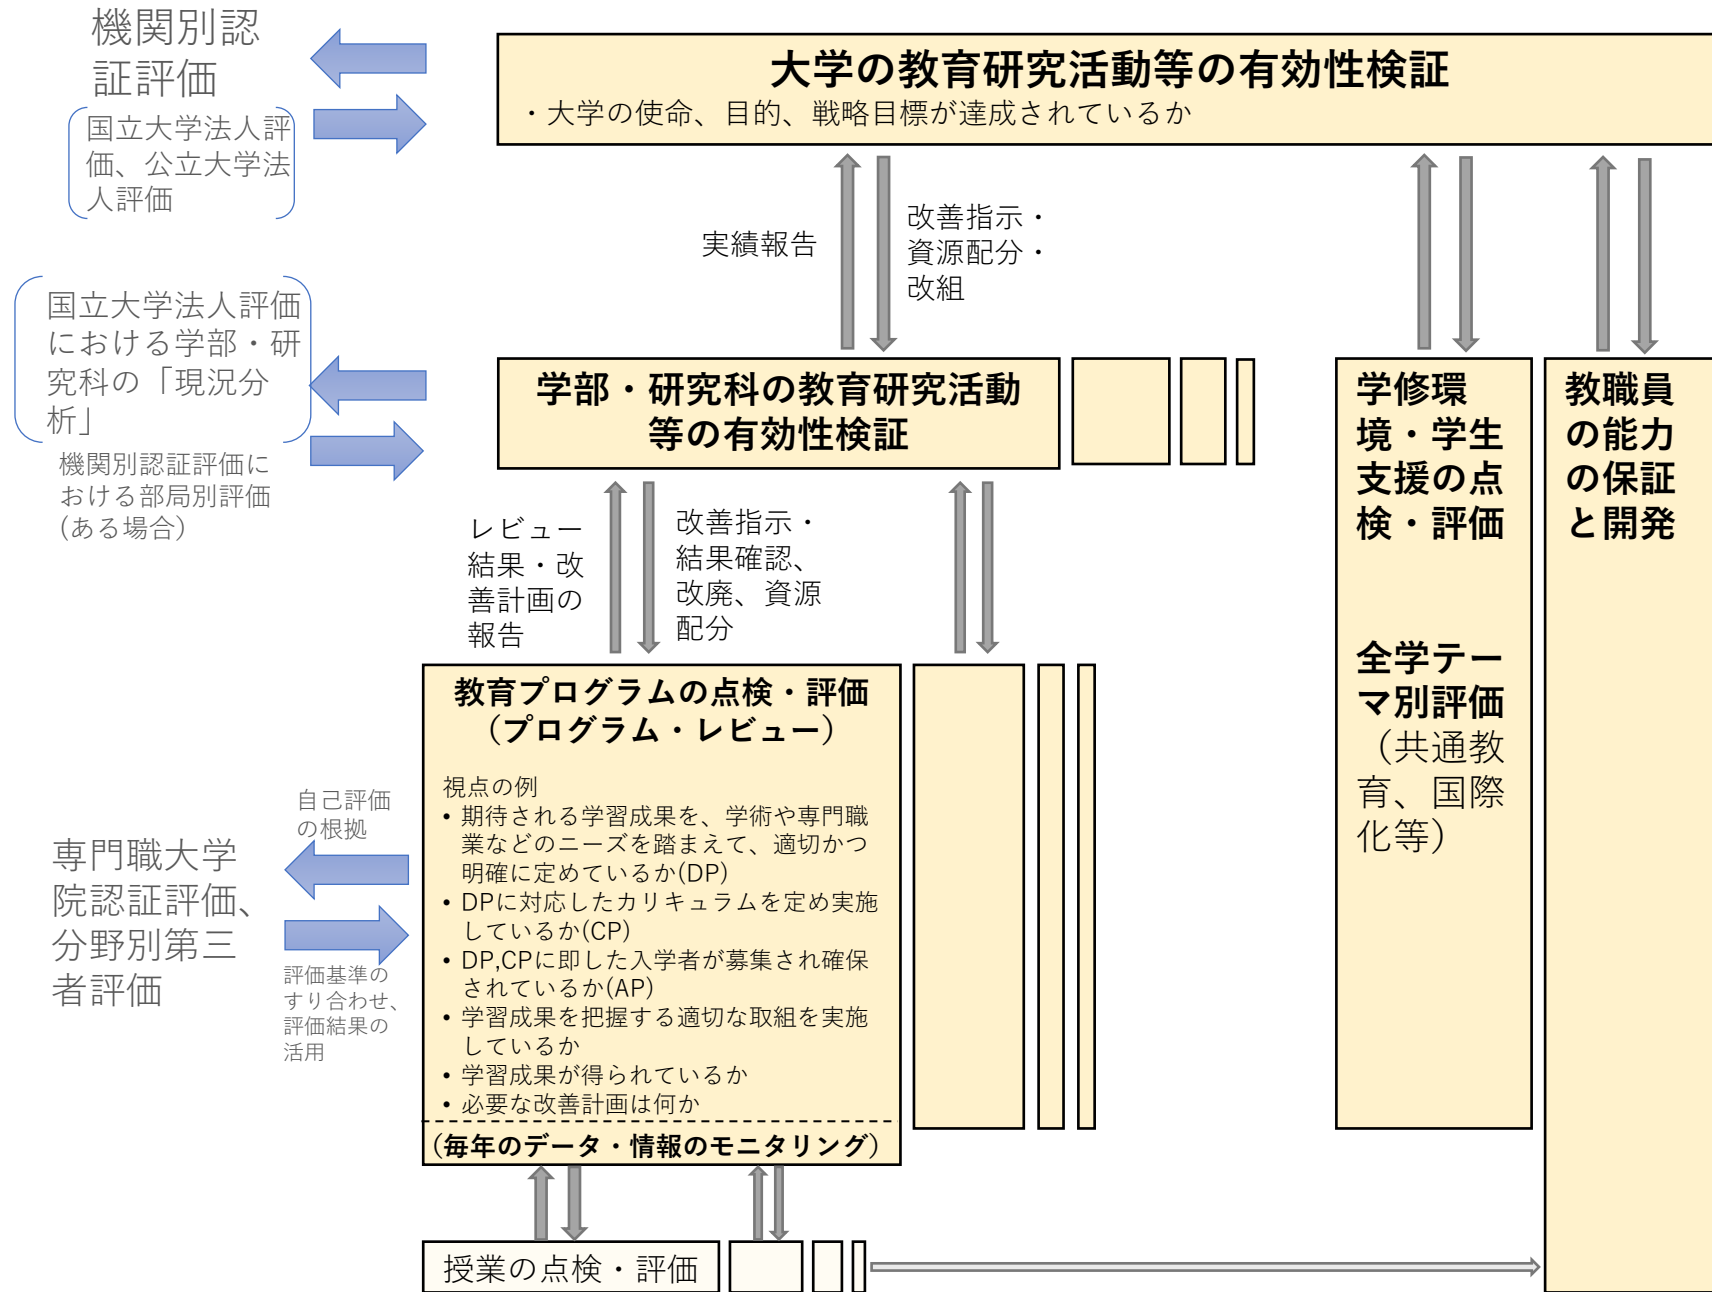 機関別認
証評価
国立大学法人評
価、公立大学法
人評価
大学の教育研究活動等の有効性検証
・大学の使命、目的、戦略目標が達成されているか
実績報告
改善指示・
資源配分・
改組
国立大学法人評価
における学部・研
究科の「現況分
析」
機関別認証評価に
おける部局別評価
(ある場合)
学部・研究科の教育研究活動
等の有効性検証
学修環
境・学生
支援の点
検・評価
全学テー
マ別評価
（共通教
育、国際
化等）
教職員
の能力
の保証
と開発
レビュー
結果・改
善計画の
報告
改善指示・
結果確認、
改廃、資源
配分
教育プログラムの点検・評価
（プログラム・レビュー）
視点の例
• 期待される学習成果を、学術や専門職
業などのニーズを踏まえて、適切かつ
明確に定めているか(DP)
• DPに対応したカリキュラムを定め実施
しているか(CP)
• DP,CPに即した入学者が募集され確保
されているか(AP)
• 学習成果を把握する適切な取組を実施
しているか
• 学習成果が得られているか
• 必要な改善計画は何か
（毎年のデータ・情報のモニタリング）
自己評価
の根拠
専門職大学
院認証評価、
分野別第三
者評価
評価基準の
すり合わせ、
評価結果の
活用
授業の点検・評価